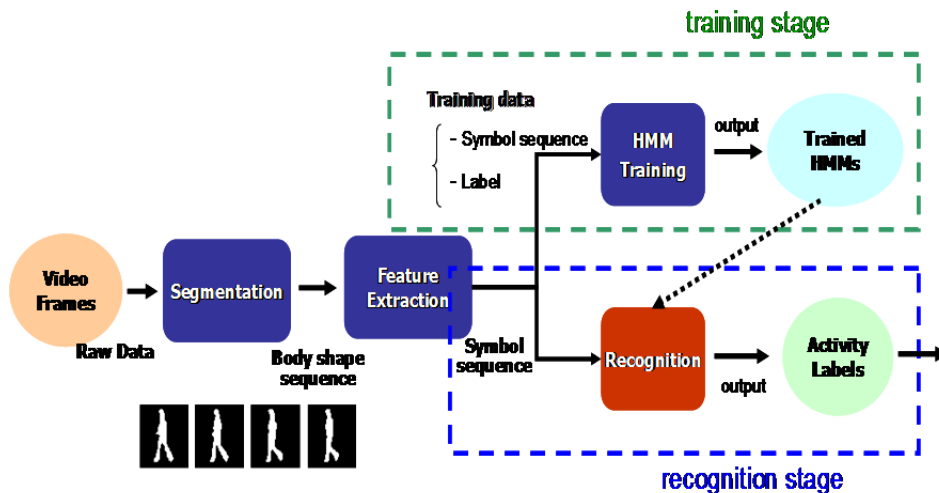 training stage
Training data
- Symbol sequence
- Label
HMM
Training
output
Trained
HMMs
Video
Frames
Raw Data
Segmentation
Body shape
sequence
Feature
Extraction
Symbol
sequence
Recognition
output
Activity
Labels
recognition stage